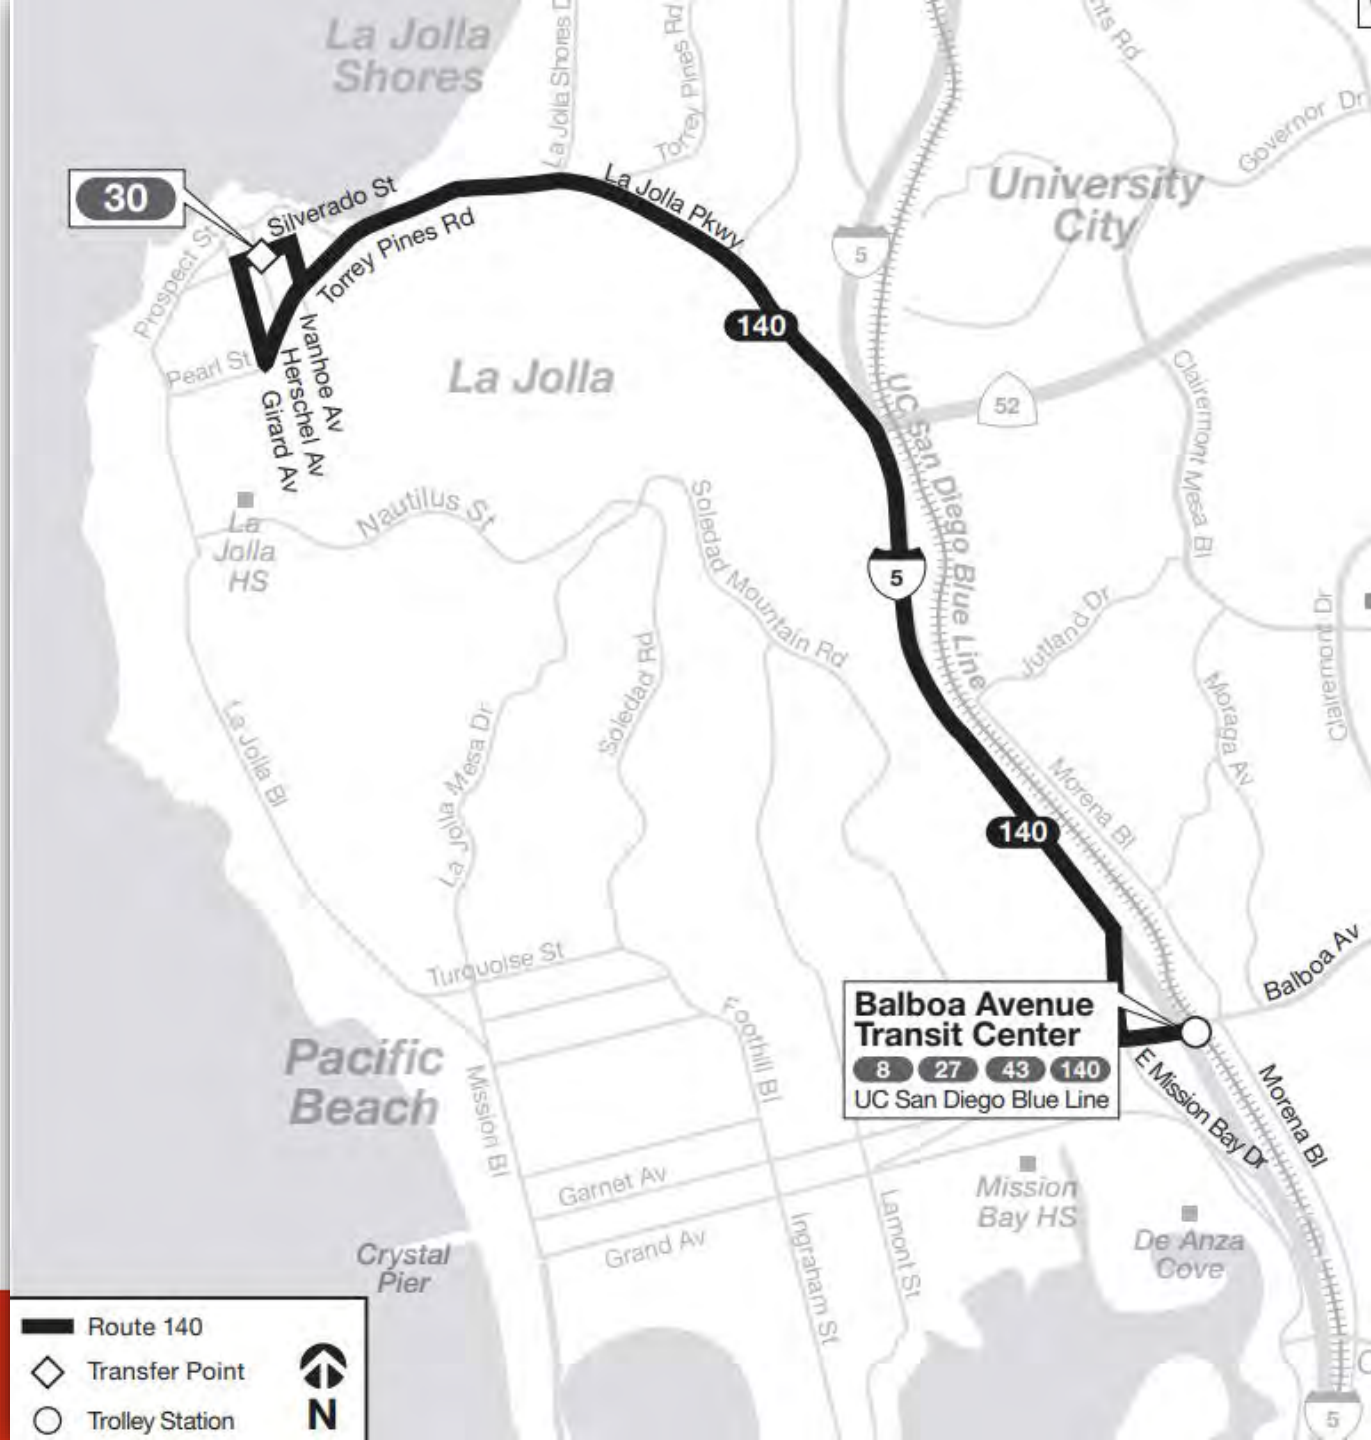 La Jolla
Shores
La Jolla Shores D
Torrey Pines Rd
nts Rd
Governor Dr
30
Silverado St
Prospect St
Torrey Pines Rd
La Jolla Pkwy
University
City
5
140
Pearl St
Ivanhoe Av
Herschel Av
Girard Av
La Jolla
52
UC San Diego Blue Line
Clairemont Mesa Bl
La
Jolla
HS
Nautilus St
Soledad Mountain Rd
5
Jutland Dr
Clairemont Dr
Soledad Rd
Moraga Av
La Jolla Bl
La Jolla Mesa Dr
Morena Bl
140
Turquoise St
Balboa Av
Balboa Avenue
Transit Center
8 27 43 140
UC San Diego Blue Line
Foothill Bl
Pacific
Beach
Mission Bl
E Mission Bay Dr
Morena Bl
Garnet Av
Grand Av
Ingraham St
Lamont St
Mission
Bay HS
De Anza
Cove
Crystal
Pier
Route 140
Transfer Point
Trolley Station
N
C
5